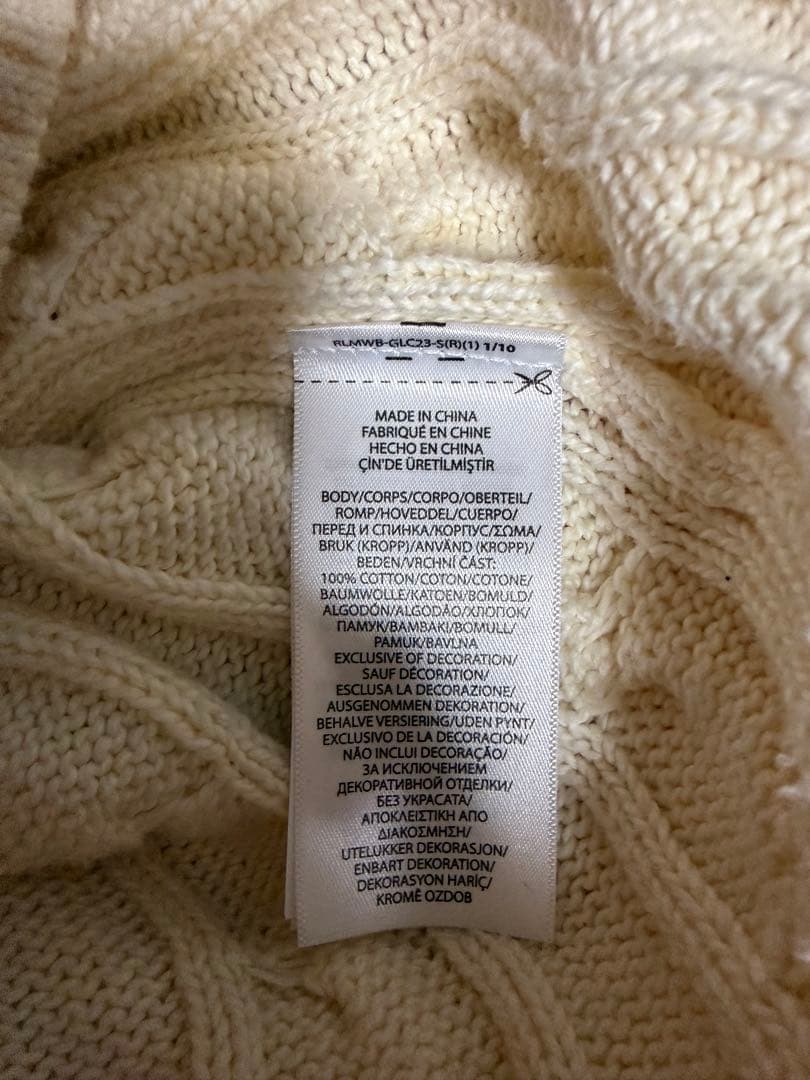 RLMWB-GLC23-S(R)(1) 1/10
MADE IN CHINA
FABRIQUÉ EN CHINE
HECHO EN CHINA
ÇİN'DE ÜRETİLMİŞTİR
BODY/CORPS/CORPO/OBERTEIL/
ROMP/HOVEDDEL/CUERPO/
ПЕРЕД И СПИНКА/КОРПУС/ΣΩΜΑ/
BRUK (KROPP)/ANVÄND (KROPP)/
BEDEN/VRCHNÍ ČÁST:
100% COTTON/COTON/COTONE/
BAUMWOLLE/KATOEN/BOMULD/
ALGODÓN/ALGODÃO/ХЛОПОК/
ПАМУК/ΒΑΜΒΑΚΙ/BOMULL/
PAMUK/BAVLNA
EXCLUSIVE OF DECORATION/
SAUF DÉCORATION/
ESCLUSA LA DECORAZIONE/
AUSGENOMMEN DEKORATION/
BEHALVE VERSIERING/UDEN PYNT/
EXCLUSIVO DE LA DECORACIÓN/
NÃO INCLUI DECORAÇÃO/
ЗА ИСКЛЮЧЕНИЕМ
ДЕКОРАТИВНОЙ ОТДЕЛКИ/
БЕЗ УКРАСАТА/
ΑΠΟΚΛΕΙΣΤΙΚΗ ΑΠΟ
ΔΙΑΚΟΣΜΗΣΗ/
UTELUKKER DEKORASJON/
ENBART DEKORATION/
DEKORASYON HARİÇ/
KROMĚ OZDOB